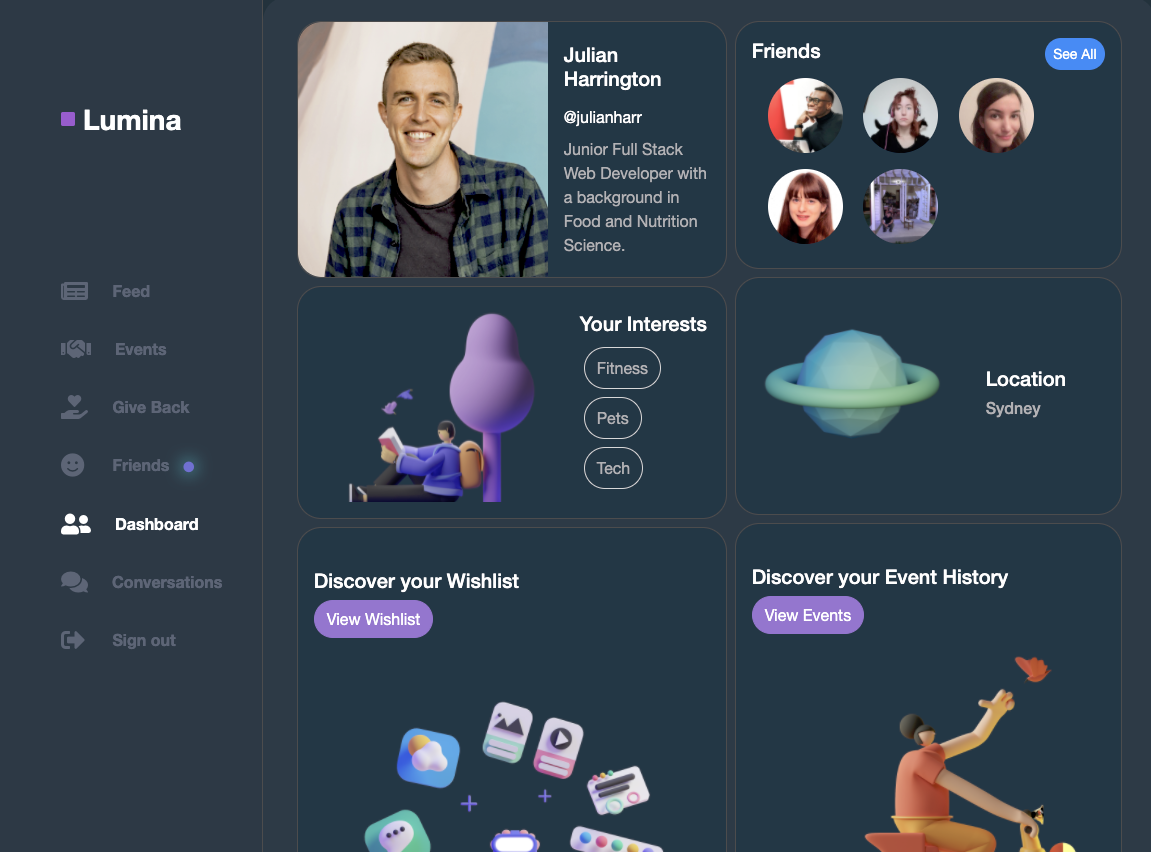 Lumina
Feed
Events
Give Back
Friends
Dashboard
Conversations
Sign out
Julian
Harrington
@julianharr
Junior Full Stack
Web Developer with
a background in
Food and Nutrition
Science.
Friends
See All
Your Interests
Fitness
Pets
Tech
Location
Sydney
Discover your Wishlist
View Wishlist
Discover your Event History
View Events